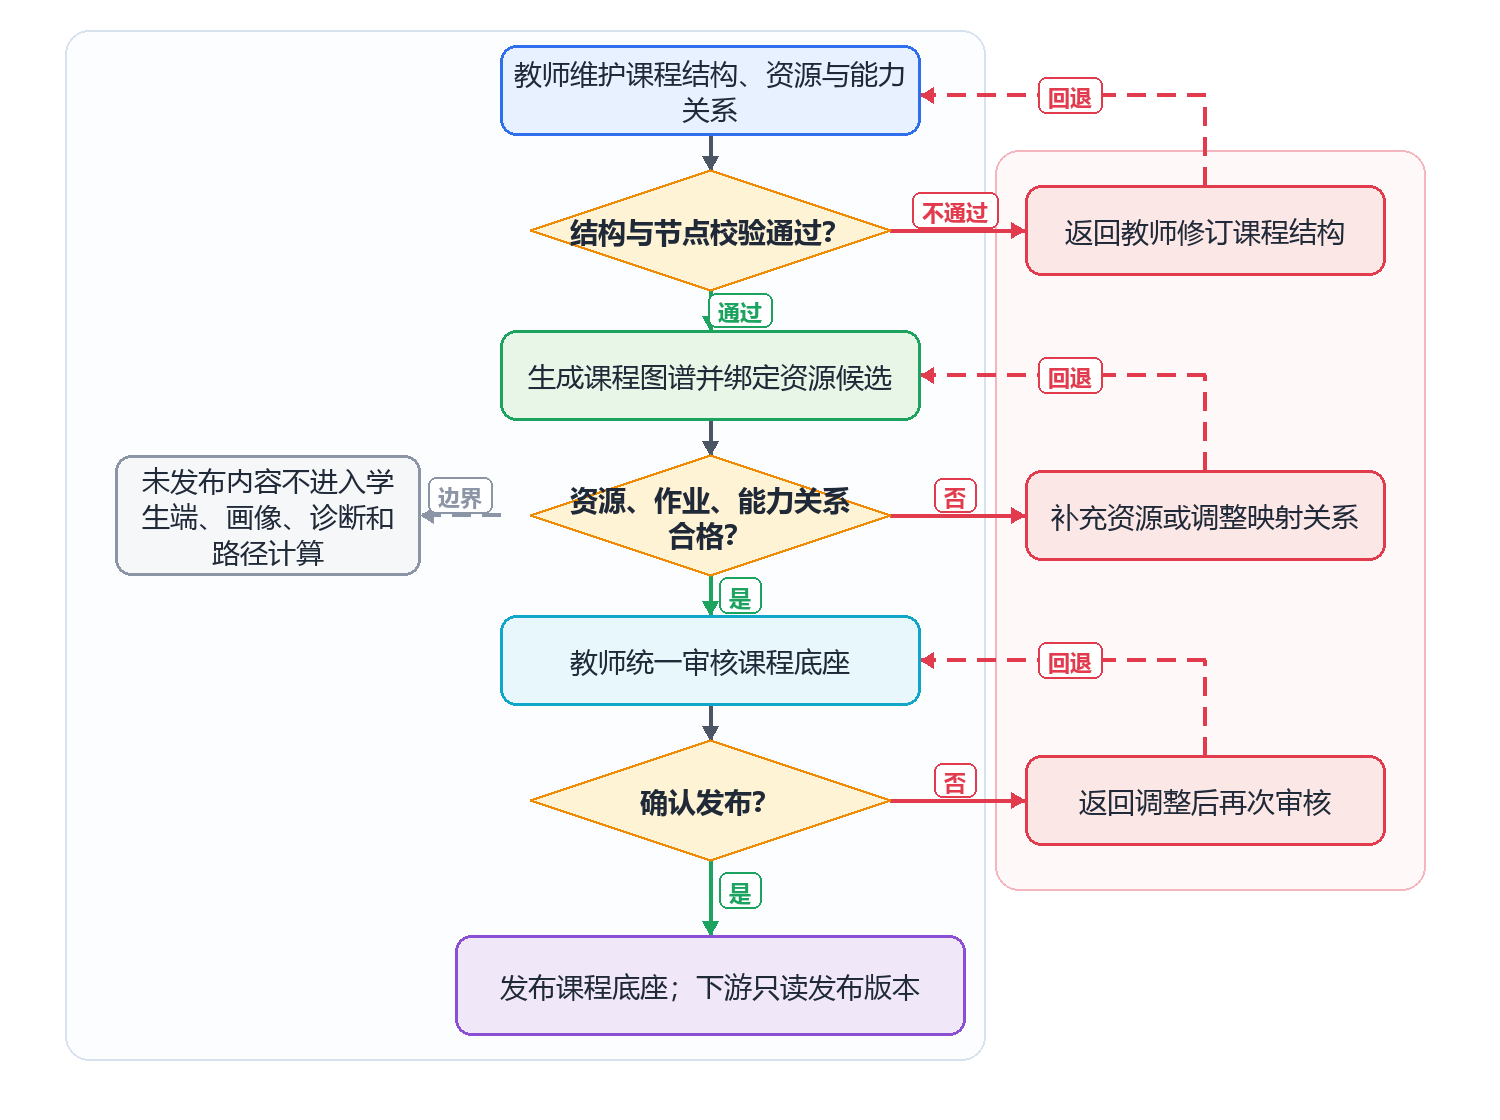 教师维护课程结构、资源与能力
关系
回退
结构与节点校验通过?
不通过
返回教师修订课程结构
通过
生成课程图谱并绑定资源候选
回退
未发布内容不进入学
生端、画像、诊断和
路径计算
边界
资源、作业、能力关系
合格?
否
补充资源或调整映射关系
是
教师统一审核课程底座
回退
确认发布?
否
返回调整后再次审核
是
发布课程底座；下游只读发布版本